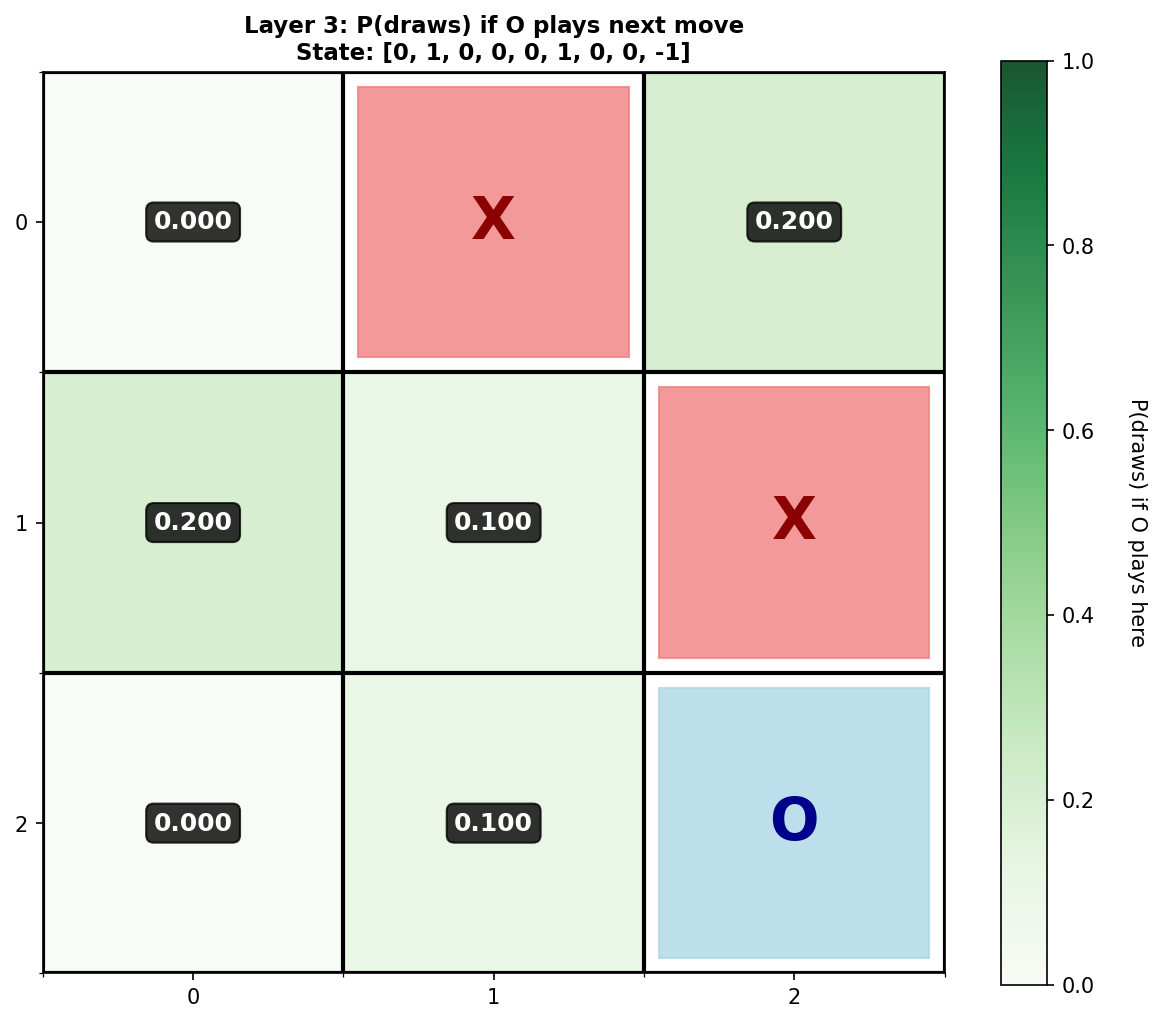 Layer 3: P(draws) if O plays next move
State: [0, 1, 0, 0, 0, 1, 0, 0, -1]
0 0.000 X 0.200
1 0.200 0.100 X
2 0.000 0.100 O
0 1 2
1.0
0.8
0.6
0.4
0.2
0.0
P(draws) if O plays here